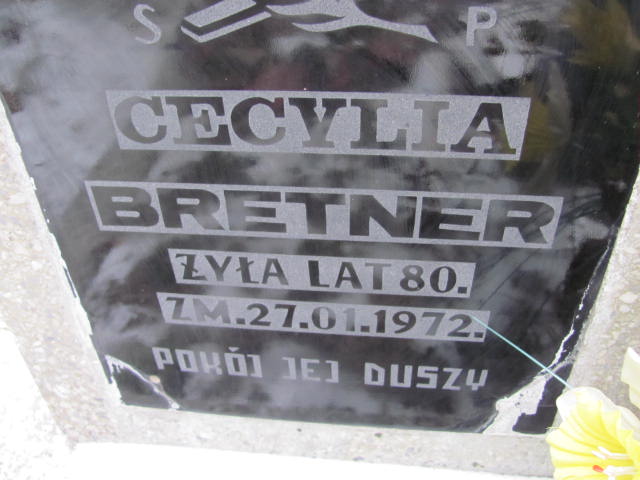 S P
CECYLIA
BRETNER
ŻYŁA LAT 80.
ZM. 27.01.1972.
POKÓJ JEJ DUSZY